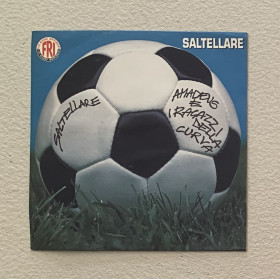 FRI
SALTELLARE
SALTELLARE
AMADEUS
E
I RAGAZZI
DELLA
CURVA